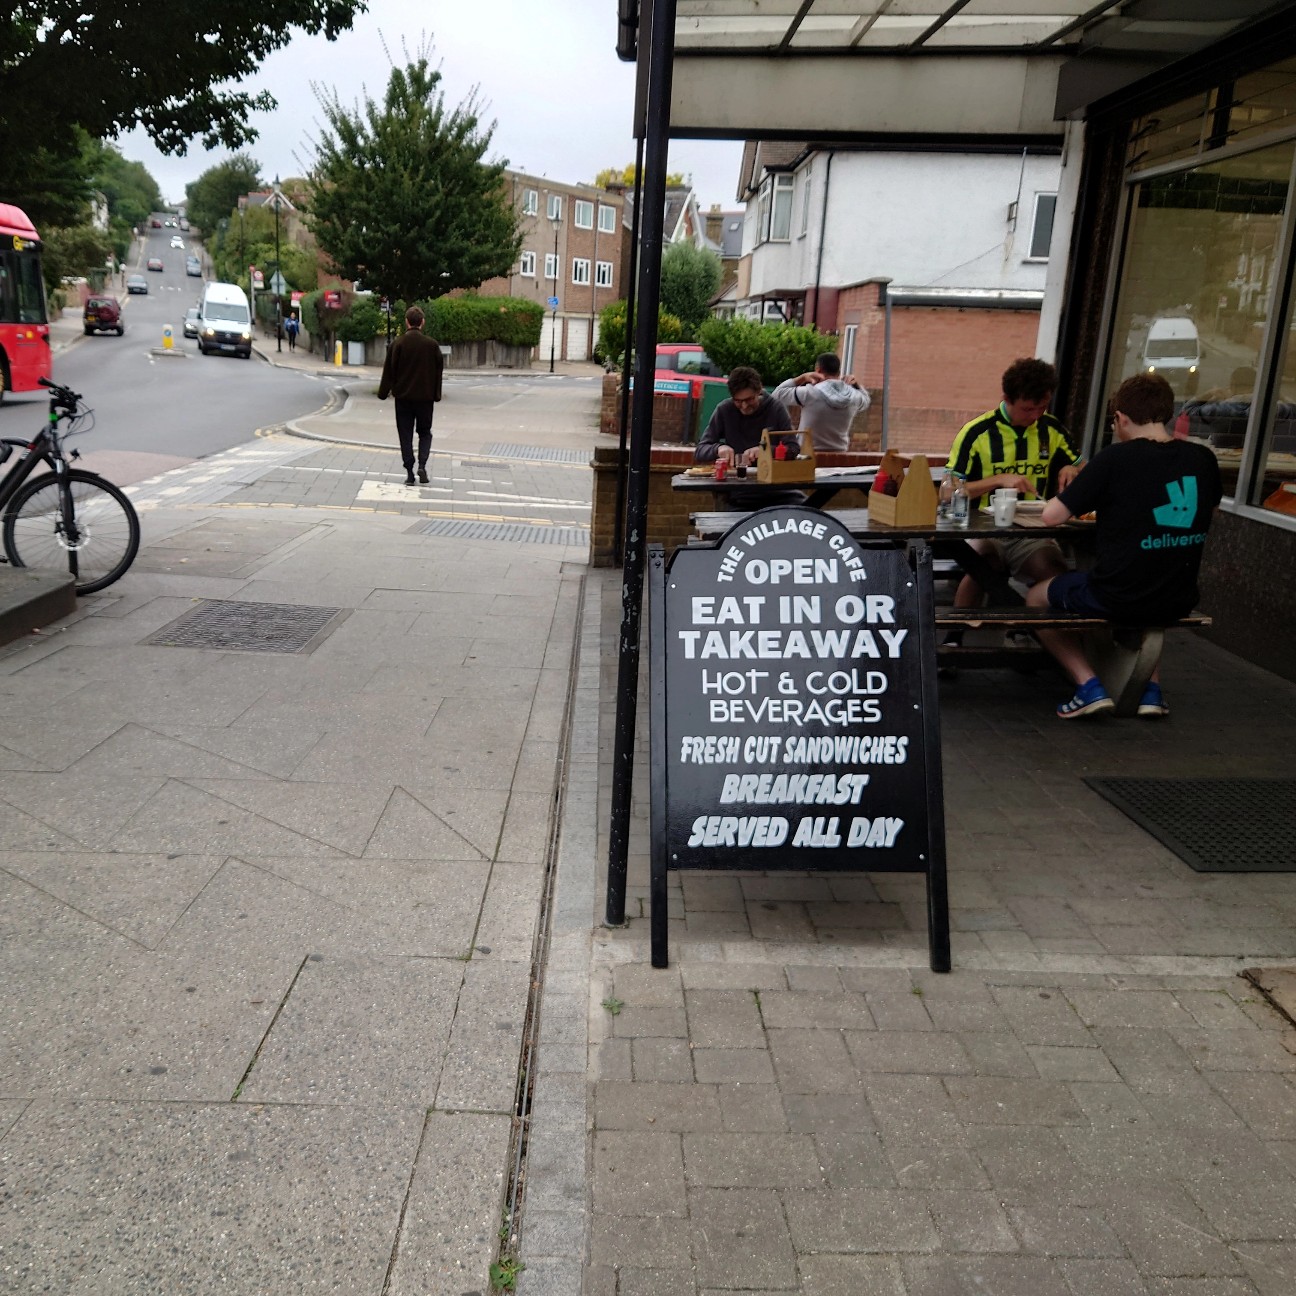 THE VILLAGE CAFE
OPEN
EAT IN OR
TAKEAWAY
HOT & COLD
BEVERAGES
FRESH CUT SANDWICHES
BREAKFAST
SERVED ALL DAY
brother
deliveroo